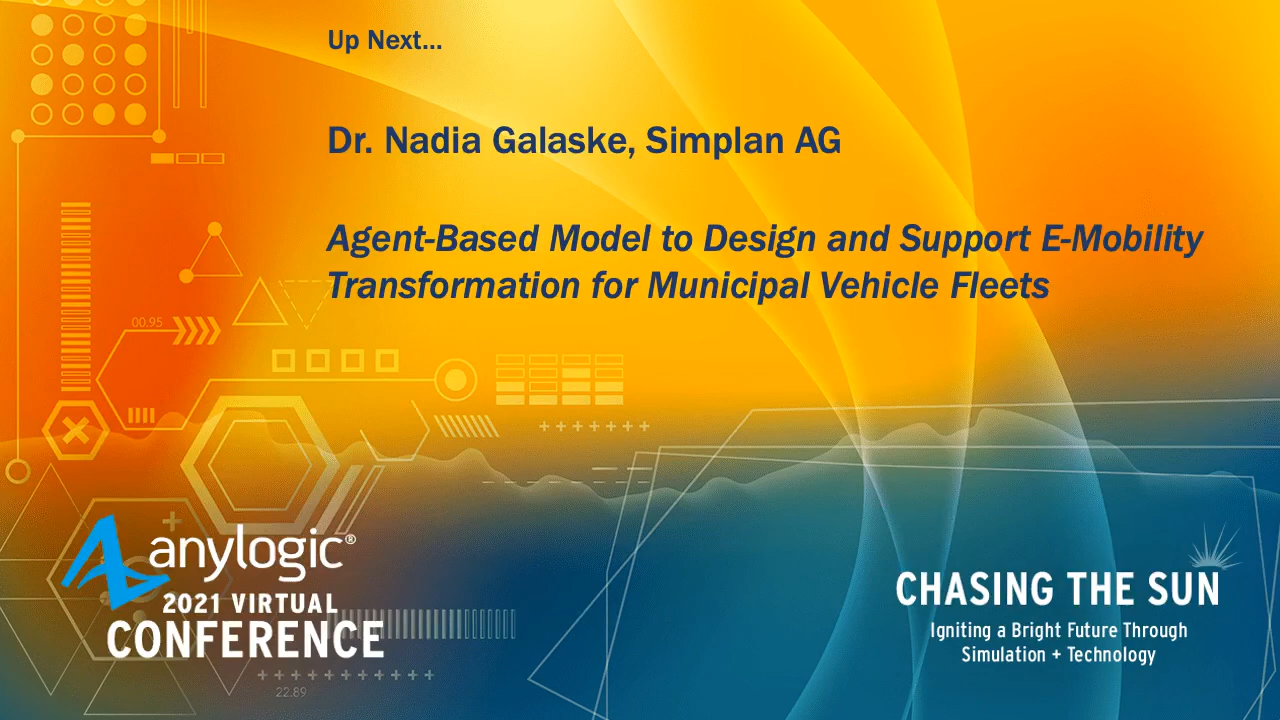 Up Next...
Dr. Nadia Galaske, Simplan AG
Agent-Based Model to Design and Support E-Mobility
Transformation for Municipal Vehicle Fleets
00.95
anylogic®
2021 VIRTUAL
CONFERENCE
22.89
CHASING THE SUN
Igniting a Bright Future Through
Simulation + Technology